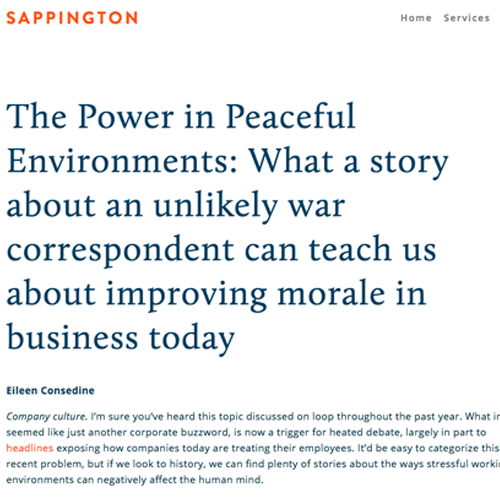 SAPPINGTON
Home Services
The Power in Peaceful
Environments: What a story
about an unlikely war
correspondent can teach us
about improving morale in
business today
Eileen Consedine
Company culture. I'm sure you've heard this topic discussed on loop throughout the past year. What
seemed like just another corporate buzzword, is now a trigger for heated debate, largely in part to
headlines exposing how companies today are treating their employees. It'd be easy to categorize this
recent problem, but if we look to history, we can find plenty of stories about the ways stressful
environments can negatively affect the human mind.